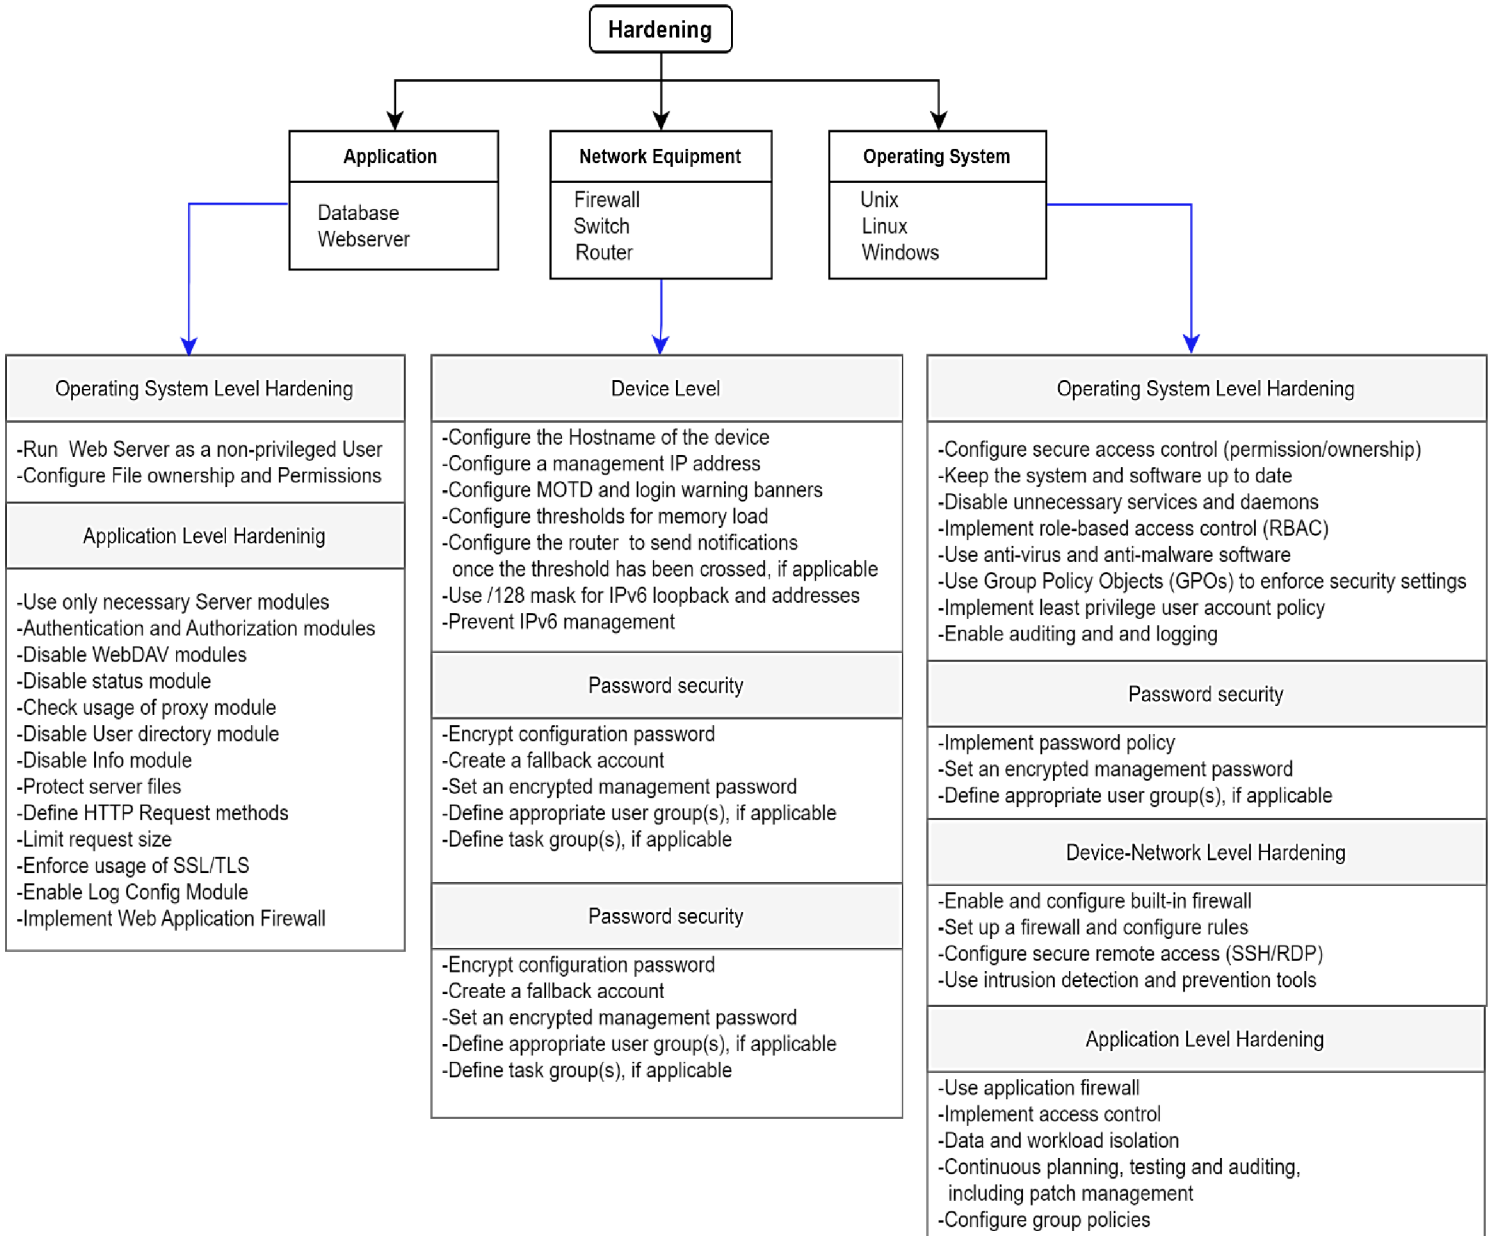 Hardening
Application
Database
Webserver
Network Equipment
Firewall
Switch
Router
Operating System
Unix
Linux
Windows
Operating System Level Hardening
-Run Web Server as a non-privileged User
-Configure File ownership and Permissions
Application Level Hardeninig
-Use only necessary Server modules
-Authentication and Authorization modules
-Disable WebDAV modules
-Disable status module
-Check usage of proxy module
-Disable User directory module
-Disable Info module
-Protect server files
-Define HTTP Request methods
-Limit request size
-Enforce usage of SSL/TLS
-Enable Log Config Module
-Implement Web Application Firewall
Device Level
-Configure the Hostname of the device
-Configure a management IP address
-Configure MOTD and login warning banners
-Configure thresholds for memory load
-Configure the router to send notifications
once the threshold has been crossed, if applicable
-Use /128 mask for IPv6 loopback and addresses
-Prevent IPv6 management
Password security
-Encrypt configuration password
-Create a fallback account
-Set an encrypted management password
-Define appropriate user group(s), if applicable
-Define task group(s), if applicable
Password security
-Encrypt configuration password
-Create a fallback account
-Set an encrypted management password
-Define appropriate user group(s), if applicable
-Define task group(s), if applicable
Operating System Level Hardening
-Configure secure access control (permission/ownership)
-Keep the system and software up to date
-Disable unnecessary services and daemons
-Implement role-based access control (RBAC)
-Use anti-virus and anti-malware software
-Use Group Policy Objects (GPOs) to enforce security settings
-Implement least privilege user account policy
-Enable auditing and and logging
Password security
-Implement password policy
-Set an encrypted management password
-Define appropriate user group(s), if applicable
Device-Network Level Hardening
-Enable and configure built-in firewall
-Set up a firewall and configure rules
-Configure secure remote access (SSH/RDP)
-Use intrusion detection and prevention tools
Application Level Hardening
-Use application firewall
-Implement access control
-Data and workload isolation
-Continuous planning, testing and auditing,
including patch management
-Configure group policies